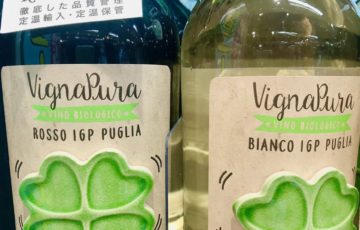 徹底した品質管理
定温輸入・定温保管
VignaPura
VINO BIOLOGICO
ROSSO IGP PUGLIA
VignaPura
VINO BIOLOGICO
BIANCO IGP PUGLIA